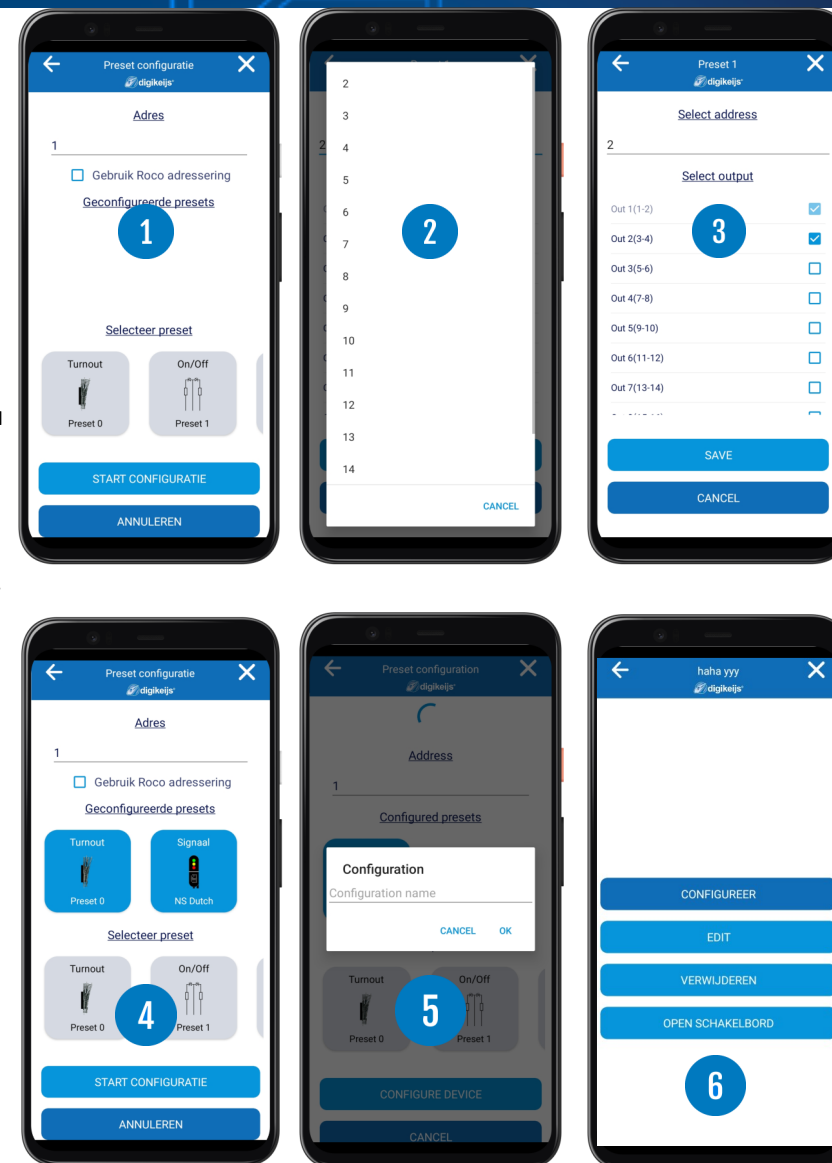 Preset configuratie
digikeijs
Adres
1
Gebruik Roco adressering
Geconfigureerde presets
1
Selecteer preset
Turnout
On/Off
Preset 0
Preset 1
START CONFIGURATIE
ANNULEREN
2
3
2
4
5
6
7
8
9
10
11
12
13
14
2
CANCEL
Preset 1
digikeijs
Select address
2
Select output
Out 1(1-2)
Out 2(3-4)
3
Out 3(5-6)
Out 4(7-8)
Out 5(9-10)
Out 6(11-12)
Out 7(13-14)
SAVE
CANCEL
Preset configuratie
digikeijs
Adres
1
Gebruik Roco adressering
Geconfigureerde presets
Turnout
Signaal
Preset 0
NS Dutch
Selecteer preset
Turnout
On/Off
Preset 0
Preset 1
4
START CONFIGURATIE
ANNULEREN
Preset configuration
digikeijs
Address
1
Configured presets
Configuration
Configuration name
CANCEL OK
Turnout
On/Off
Preset 0
Preset 1
5
CONFIGURE DEVICE
CANCEL
haha yyy
digikeijs
CONFIGUREER
EDIT
VERWIJDEREN
OPEN SCHAKELBORD
6